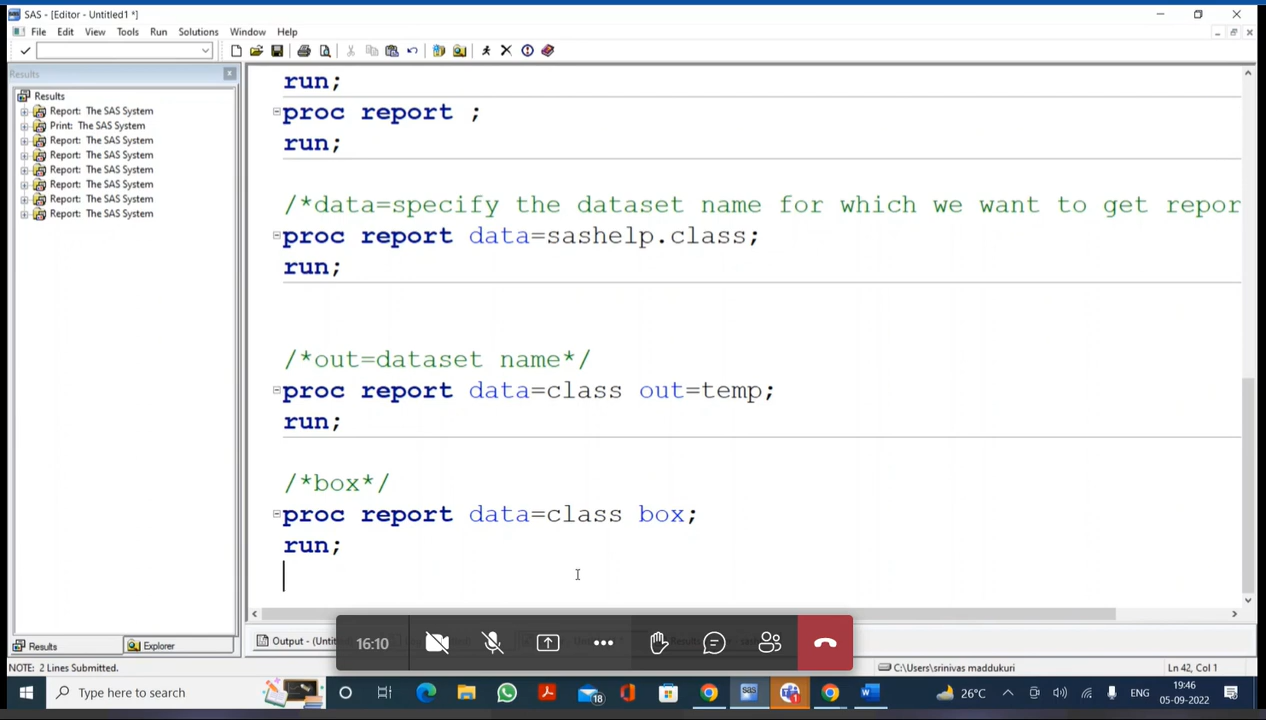 SAS - [Editor - Untitled1 *]
File Edit View Tools Run Solutions Window Help
Results
Results
Report: The SAS System
Print: The SAS System
Report: The SAS System
Report: The SAS System
Report: The SAS System
Report: The SAS System
Report: The SAS System
Report: The SAS System
run;
proc report ;
run;
/*data=specify the dataset name for which we want to get repor
proc report data=sashelp.class;
run;
/*out=dataset name*/
proc report data=class out=temp;
run;
/*box*/
proc report data=class box;
run;
16:10
Results Explorer
Output - (Untit
NOTE: 2 Lines Submitted.
C:\Users\srinivas maddukuri
Ln 42, Col 1
Type here to search
18
sas
1
26°C
ENG
19:46
05-09-2022